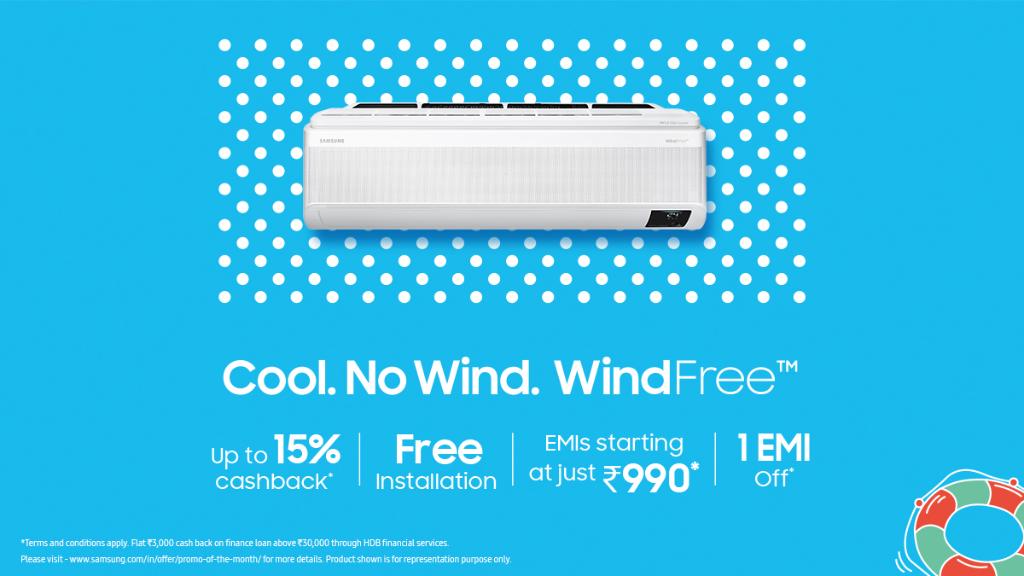 SAMSUNG
WindFree™
Cool. No Wind. WindFree™
Up to 15%
cashback*
Free
Installation
EMIs starting
at just ₹990*
1 EMI
Off*
*Terms and conditions apply. Flat ₹3,000 cash back on finance loan above ₹30,000 through HDB financial services.
Please visit - www.samsung.com/in/offer/promo-of-the-month/ for more details. Product shown is for representation purpose only.